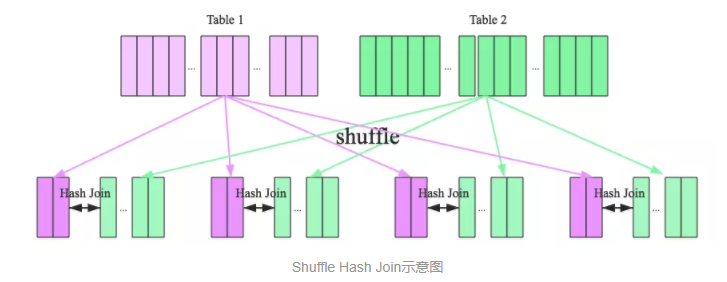 Table 1
Table 2
... ... ... ...
shuffle
Hash Join Hash Join Hash Join Hash Join
... ... ... ...
Shuffle Hash Join示意图